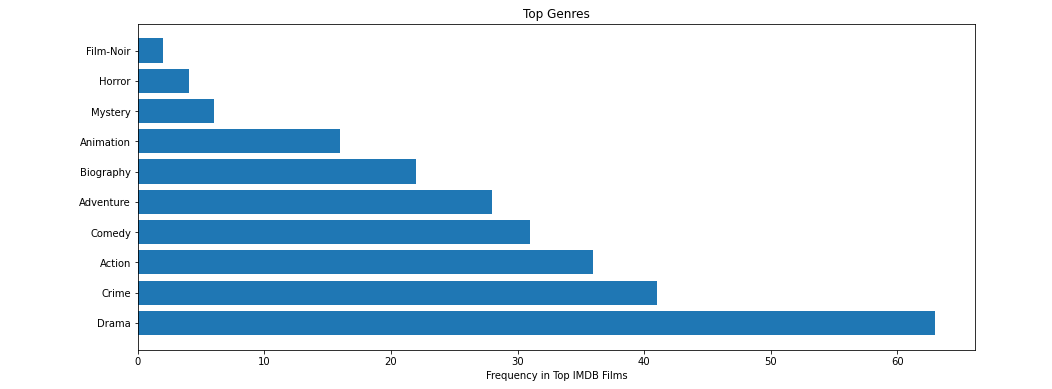 Top Genres
Film-Noir
Horror
Mystery
Animation
Biography
Adventure
Comedy
Action
Crime
Drama
0 10 20 30 40 50 60
Frequency in Top IMDB Films